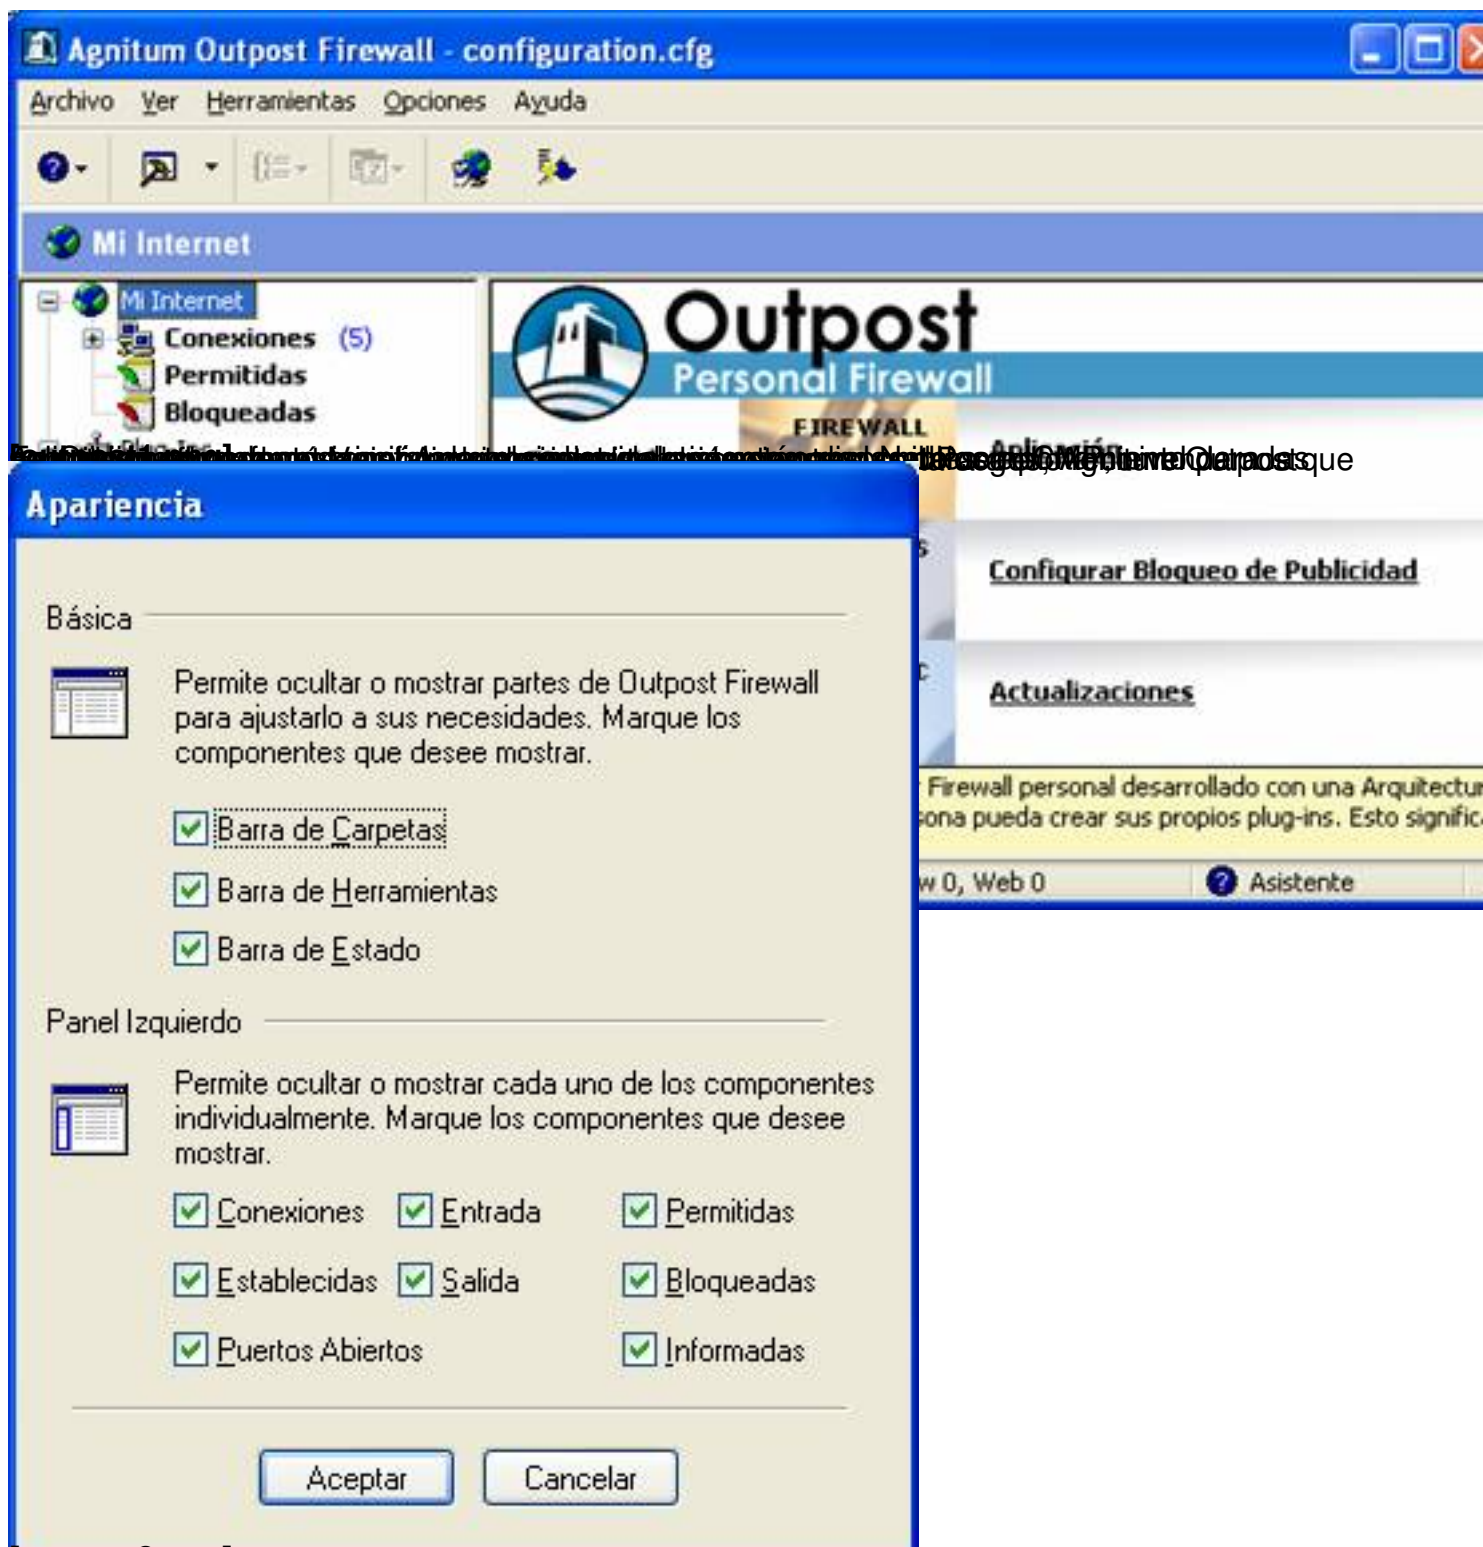 Agnitum Outpost Firewall - configuration.cfg
Archivo Ver Herramientas Opciones Ayuda
Mi Internet
Mi Internet
Conexiones (5)
Permitidas
Bloqueadas
Outpost
Personal Firewall
FIREWALL
Aplicación
Outpost que
Configurar Bloqueo de Publicidad
Actualizaciones
Firewall personal desarrollado con una
pueda crear sus propios plug-ins. Esto
0, Web 0
Asistente
Apariencia
Básica
Permite ocultar o mostrar partes de Outpost Firewall
para ajustarlo a sus necesidades. Marque los
componentes que desee mostrar.
Barra de Carpetas
Barra de Herramientas
Barra de Estado
Panel Izquierdo
Permite ocultar o mostrar cada uno de los componentes
individualmente. Marque los componentes que desee
mostrar.
Conexiones Entrada Permitidas
Establecidas Salida Bloqueadas
Puertos Abiertos Informadas
Aceptar Cancelar